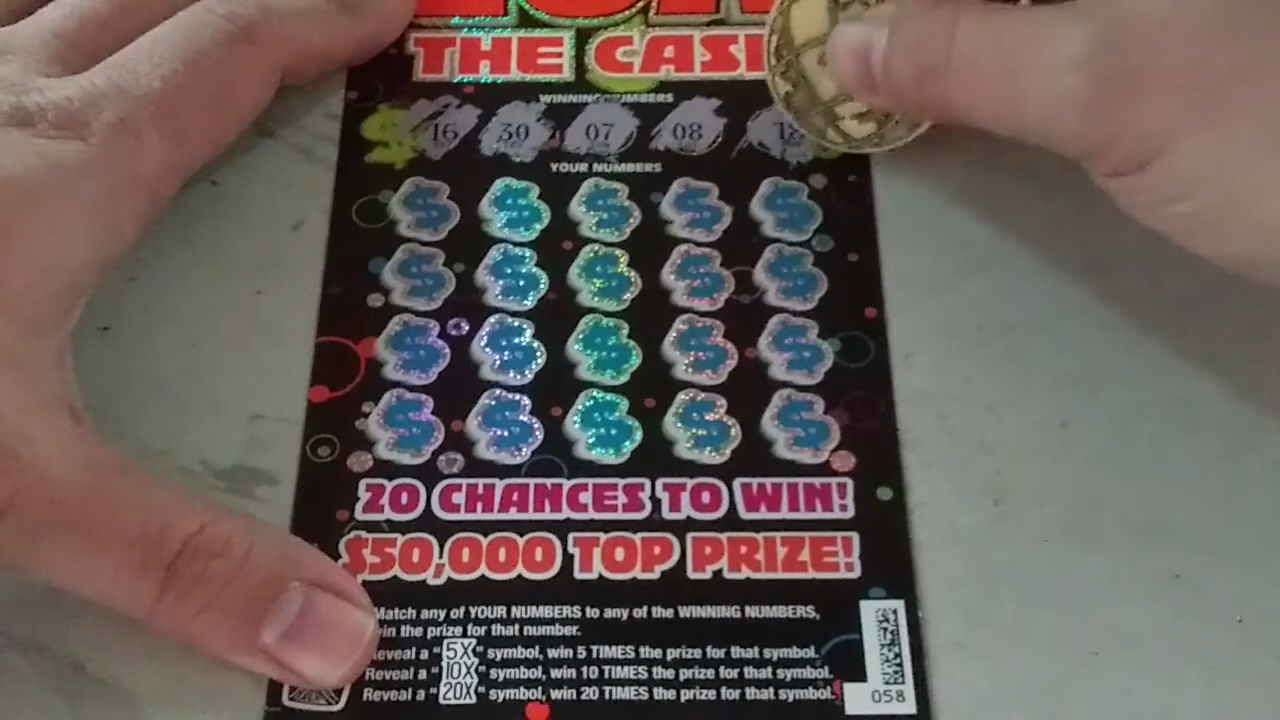 THE CASH
WINNING NUMBERS
16 30 07 08 18
YOUR NUMBERS
$ $ $ $ $
$ $ $ $ $
$ $ $ $ $
$ $ $ $ $
20 CHANCES TO WIN!
$50,000 TOP PRIZE!
Match any of YOUR NUMBERS to any of the WINNING NUMBERS,
win the prize for that number.
Reveal a "5X" symbol, win 5 TIMES the prize for that symbol.
Reveal a "10X" symbol, win 10 TIMES the prize for that symbol.
Reveal a "20X" symbol, win 20 TIMES the prize for that symbol.
058